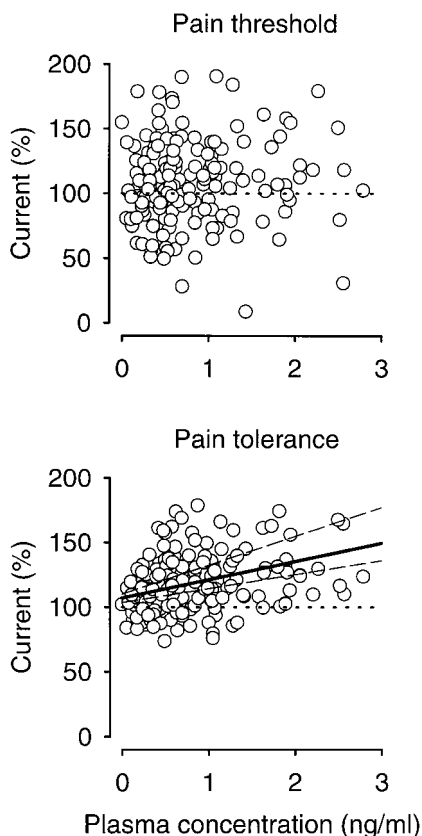 Pain threshold
Current (%)
200
150
100
50
0
0 1 2 3
Pain tolerance
Current (%)
200
150
100
50
0
0 1 2 3
Plasma concentration (ng/ml)